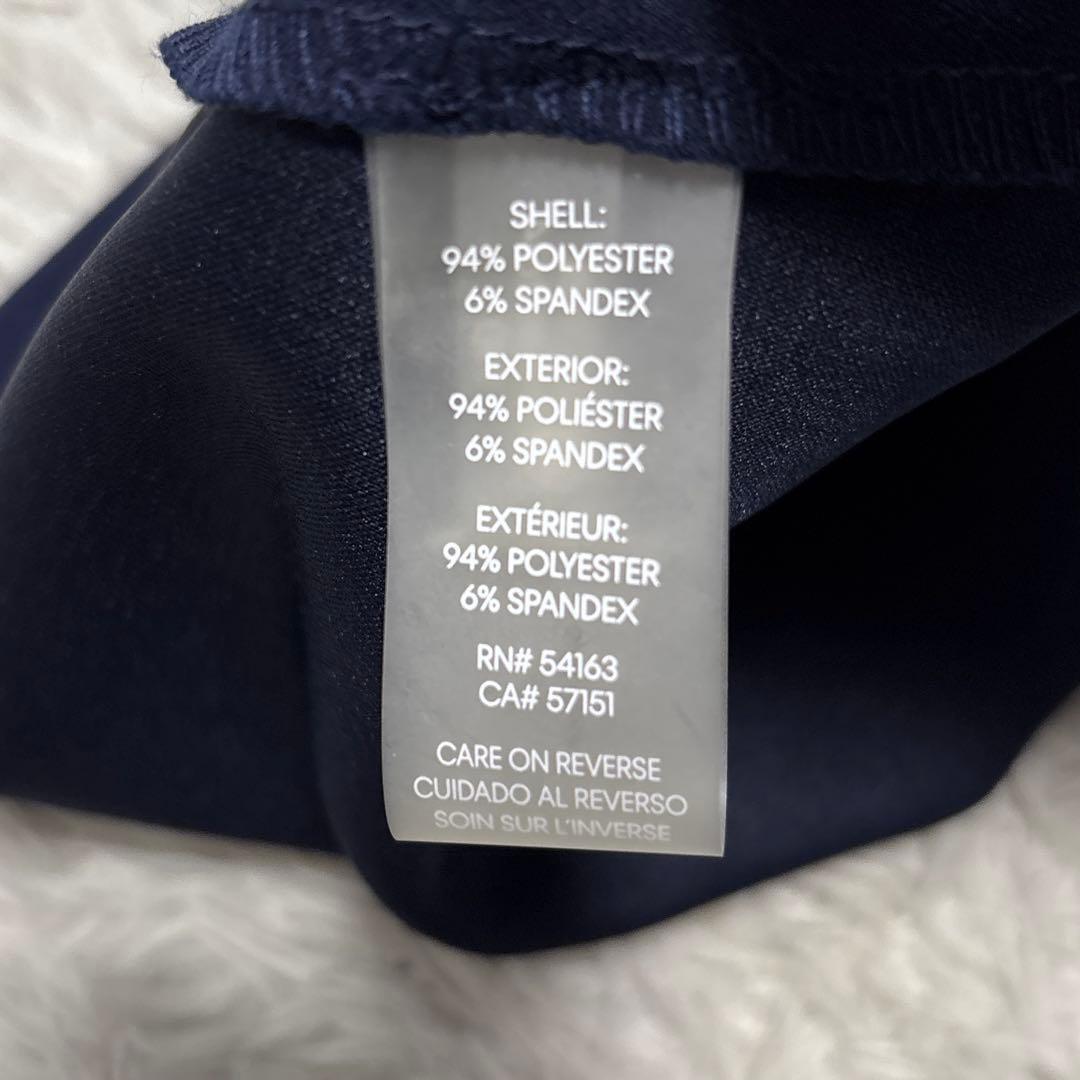 SHELL:
94% POLYESTER
6% SPANDEX
EXTERIOR:
94% POLIÉSTER
6% SPANDEX
EXTÉRIEUR:
94% POLYESTER
6% SPANDEX
RN# 54163
CA# 57151
CARE ON REVERSE
CUIDADO AL REVERSO
SOIN SUR L'INVERSE